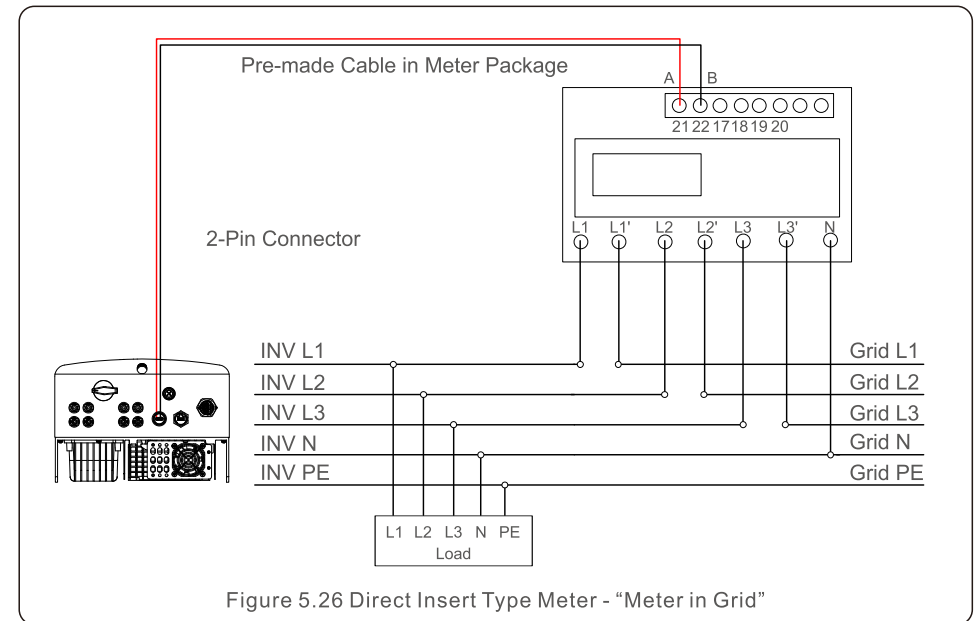 Pre-made Cable in Meter Package
A B
21 22 17 18 19 20
2-Pin Connector
L1 L1' L2 L2' L3 L3' N
INV L1 Grid L1
INV L2 Grid L2
INV L3 Grid L3
INV N Grid N
INV PE Grid PE
L1 L2 L3 N PE
Load
Figure 5.26 Direct Insert Type Meter - “Meter in Grid”